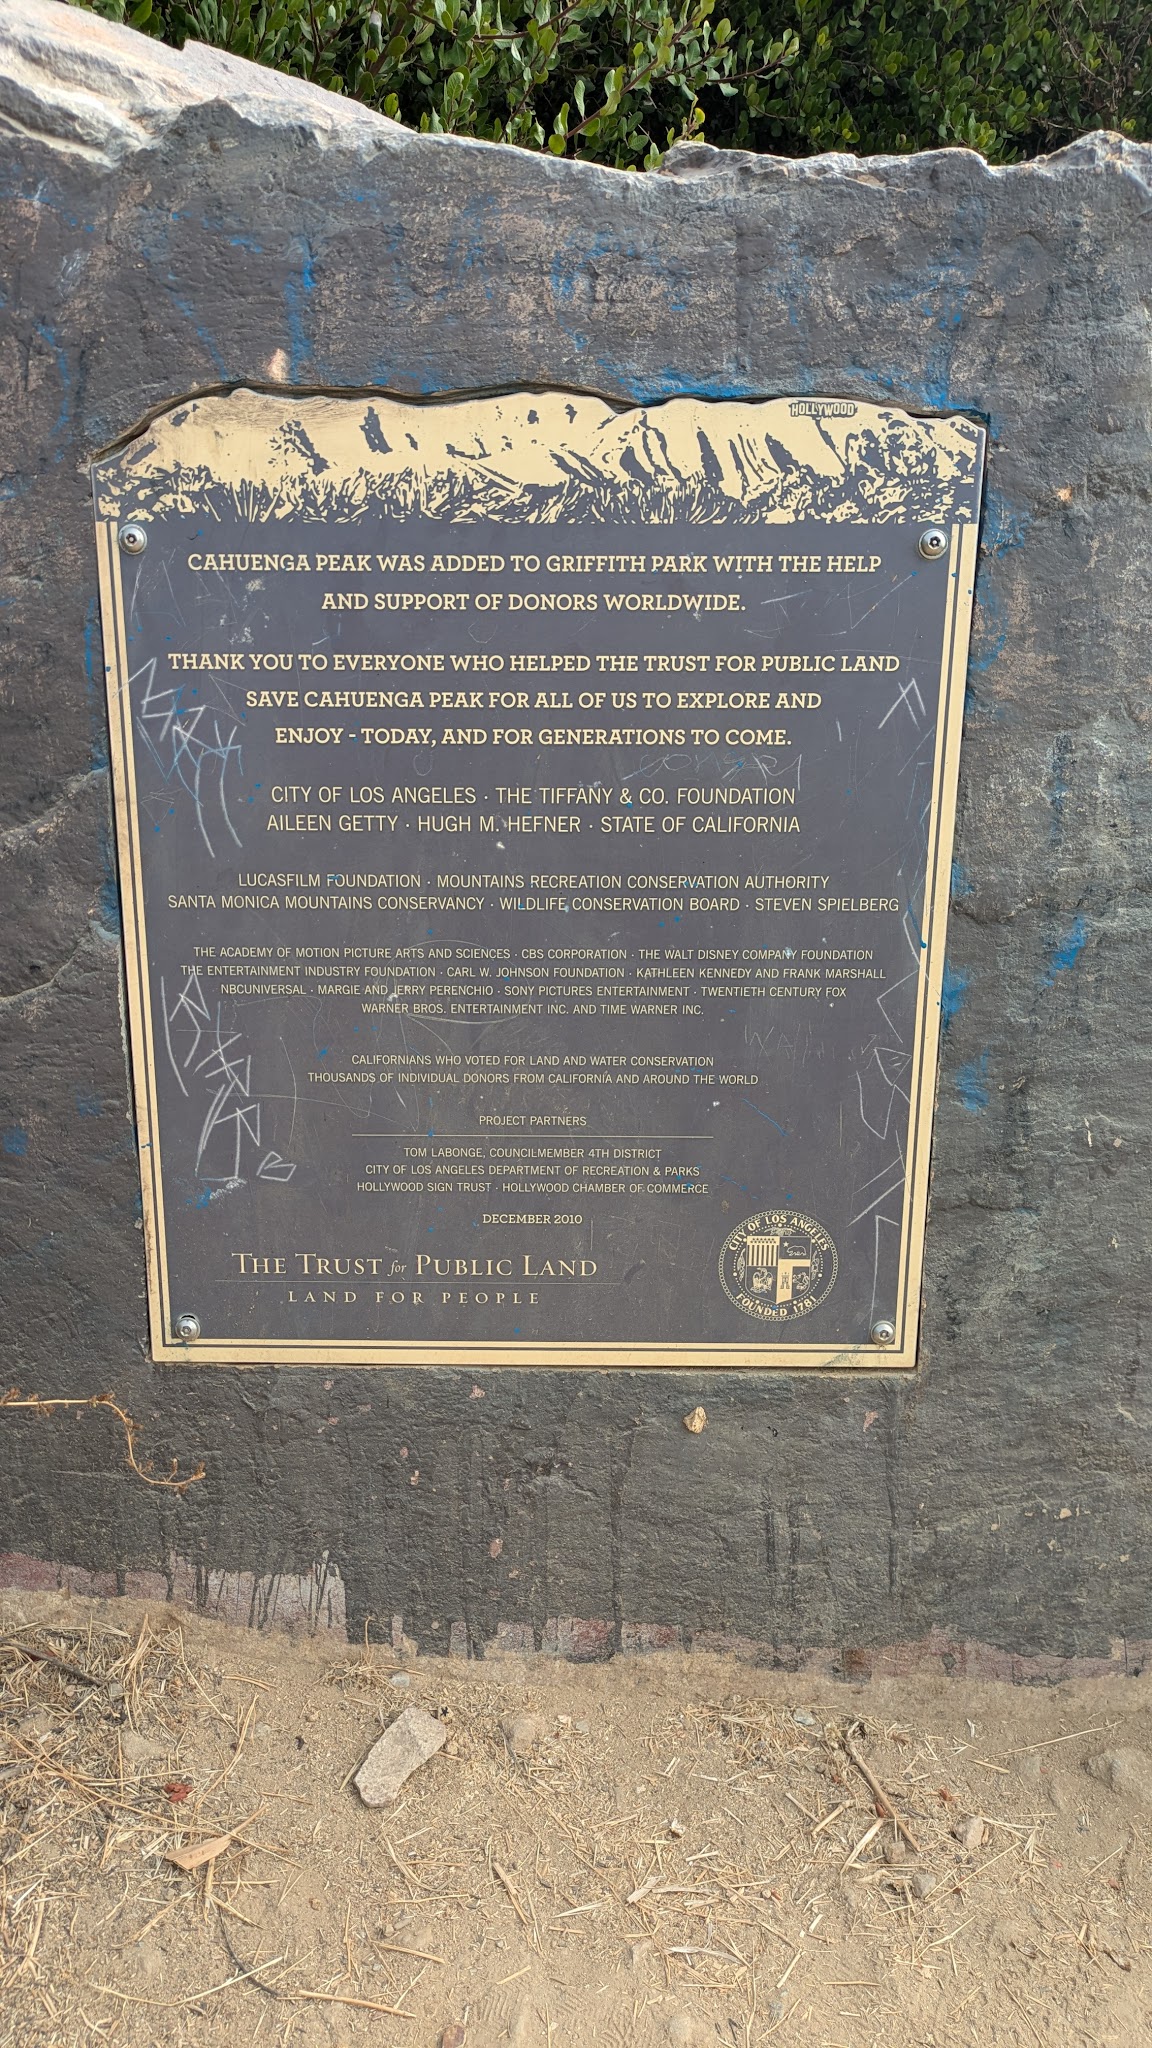 HOLLYWOOD
CAHUENGA PEAK WAS ADDED TO GRIFFITH PARK WITH THE HELP
AND SUPPORT OF DONORS WORLDWIDE.
THANK YOU TO EVERYONE WHO HELPED THE TRUST FOR PUBLIC LAND
SAVE CAHUENGA PEAK FOR ALL OF US TO EXPLORE AND
ENJOY - TODAY, AND FOR GENERATIONS TO COME.
CITY OF LOS ANGELES · THE TIFFANY & CO. FOUNDATION
AILEEN GETTY · HUGH M. HEFNER · STATE OF CALIFORNIA
LUCASFILM FOUNDATION · MOUNTAINS RECREATION CONSERVATION AUTHORITY
SANTA MONICA MOUNTAINS CONSERVANCY · WILDLIFE CONSERVATION BOARD · STEVEN SPIELBERG
THE ACADEMY OF MOTION PICTURE ARTS AND SCIENCES · CBS CORPORATION · THE WALT DISNEY COMPANY FOUNDATION
THE ENTERTAINMENT INDUSTRY FOUNDATION · CARL W. JOHNSON FOUNDATION · KATHLEEN KENNEDY AND FRANK MARSHALL
NBCUNIVERSAL · MARGIE AND JERRY PERENCHIO · SONY PICTURES ENTERTAINMENT · TWENTIETH CENTURY FOX
WARNER BROS. ENTERTAINMENT INC. AND TIME WARNER INC.
CALIFORNIANS WHO VOTED FOR LAND AND WATER CONSERVATION
THOUSANDS OF INDIVIDUAL DONORS FROM CALIFORNIA AND AROUND THE WORLD
PROJECT PARTNERS
TOM LABONGE, COUNCILMEMBER 4TH DISTRICT
CITY OF LOS ANGELES DEPARTMENT OF RECREATION & PARKS
HOLLYWOOD SIGN TRUST · HOLLYWOOD CHAMBER OF COMMERCE
DECEMBER 2010
THE TRUST for PUBLIC LAND
LAND FOR PEOPLE
CITY OF LOS ANGELES
FOUNDED 1781